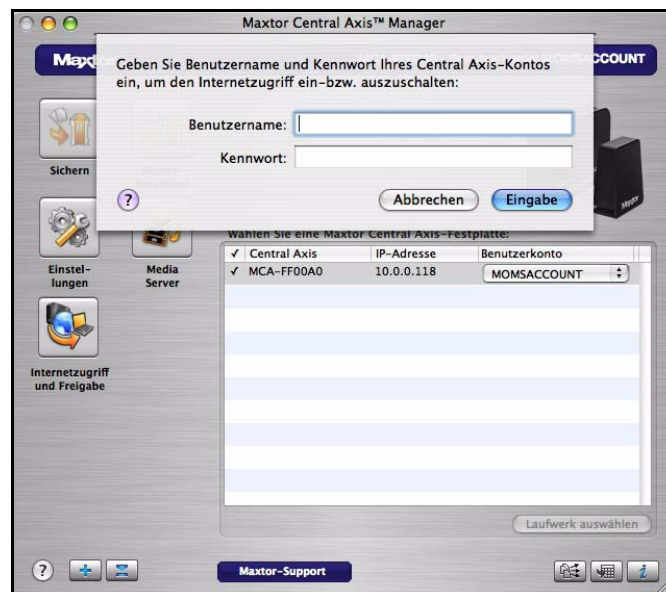 Maxtor Central Axis™ Manager
Geben Sie Benutzername und Kennwort Ihres Central Axis-Kontos
ein, um den Internetzugriff ein-bzw. auszuschalten:
Benutzername:
Kennwort:
?
Abbrechen
Eingabe
Sichern
Einstel-
lungen
Media
Server
Internetzugriff
und Freigabe
Wählen Sie eine Maxtor Central Axis-Festplatte:
✓ Central Axis IP-Adresse Benutzerkonto
✓ MCA-FF00A0 10.0.0.118 MOMSACCOUNT
Laufwerk auswählen
?
Maxtor-Support
i
Maxtor